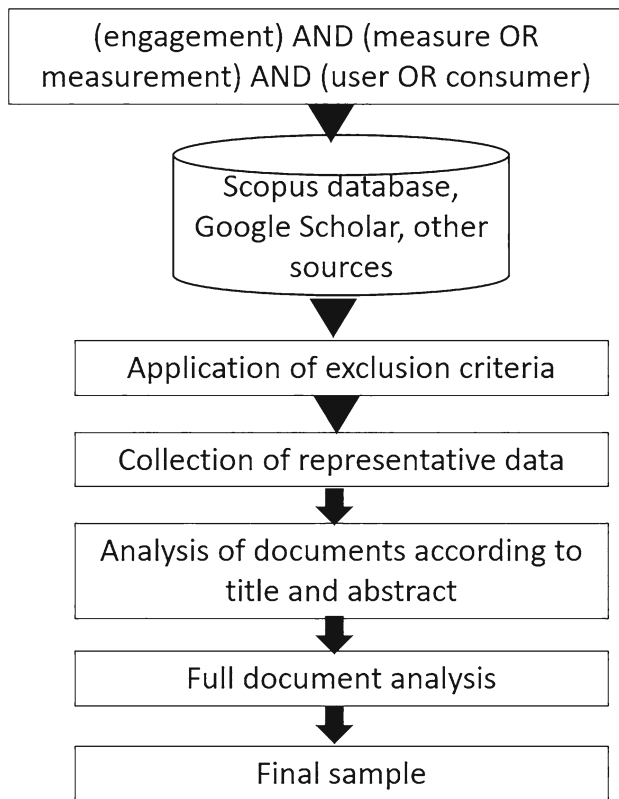 (engagement) AND (measure OR
measurement) AND (user OR consumer)
Scopus database,
Google Scholar, other
sources
Application of exclusion criteria
Collection of representative data
Analysis of documents according to
title and abstract
Full document analysis
Final sample